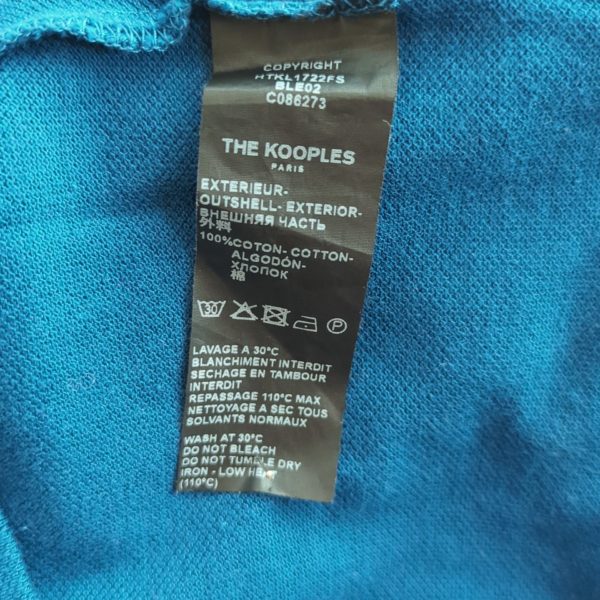 COPYRIGHT
HTKL1722FS
BLE02
C086273
THE KOOPLES
PARIS
EXTERIEUR-
OUTSHELL- EXTERIOR-
ВНЕШНЯЯ ЧАСТЬ
外料
100%COTON- COTTON-
ALGODÓN-
ХЛОПОК
棉
30 P
LAVAGE A 30°C
BLANCHIMENT INTERDIT
SECHAGE EN TAMBOUR
INTERDIT
REPASSAGE 110°C MAX
NETTOYAGE A SEC TOUS
SOLVANTS NORMAUX
WASH AT 30°C
DO NOT BLEACH
DO NOT TUMBLE DRY
IRON - LOW HEAT
(110°C)